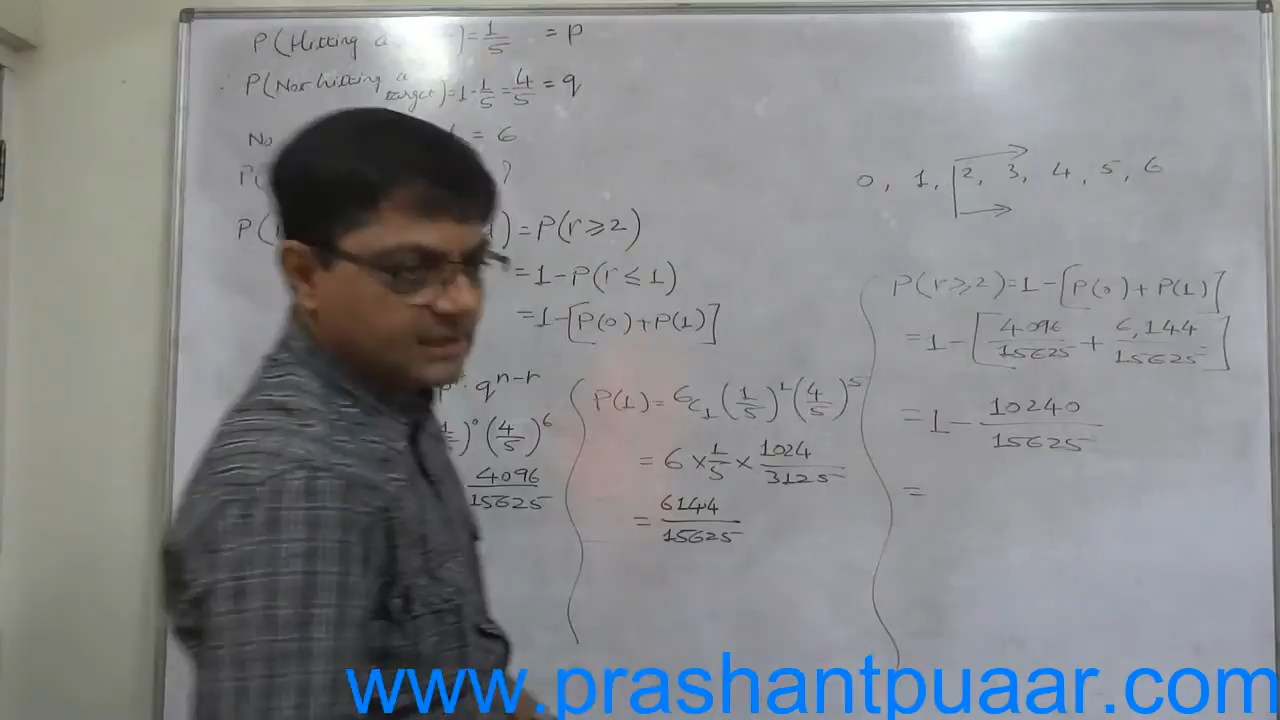 P(Hitting a )=1/5 = p
∴ P(Not hitting a target)=1-1/5=4/5=q
No = 6
P( ?
P( )=P(r≥2)
=1-P(r≤1)
=1-[P(0)+P(1)]
p^r q^(n-r)
(1/5)^0 (4/5)^6
4096/15625
P(1)=6C1 (1/5)^1 (4/5)^5
=6×1/5×1024/3125
=6144/15625
0, 1, 2, 3, 4, 5, 6
P(r≥2)=1-[P(0)+P(1)]
=1-[4096/15625+6,144/15625]
=1-10240/15625
=
www.prashantpuaar.com